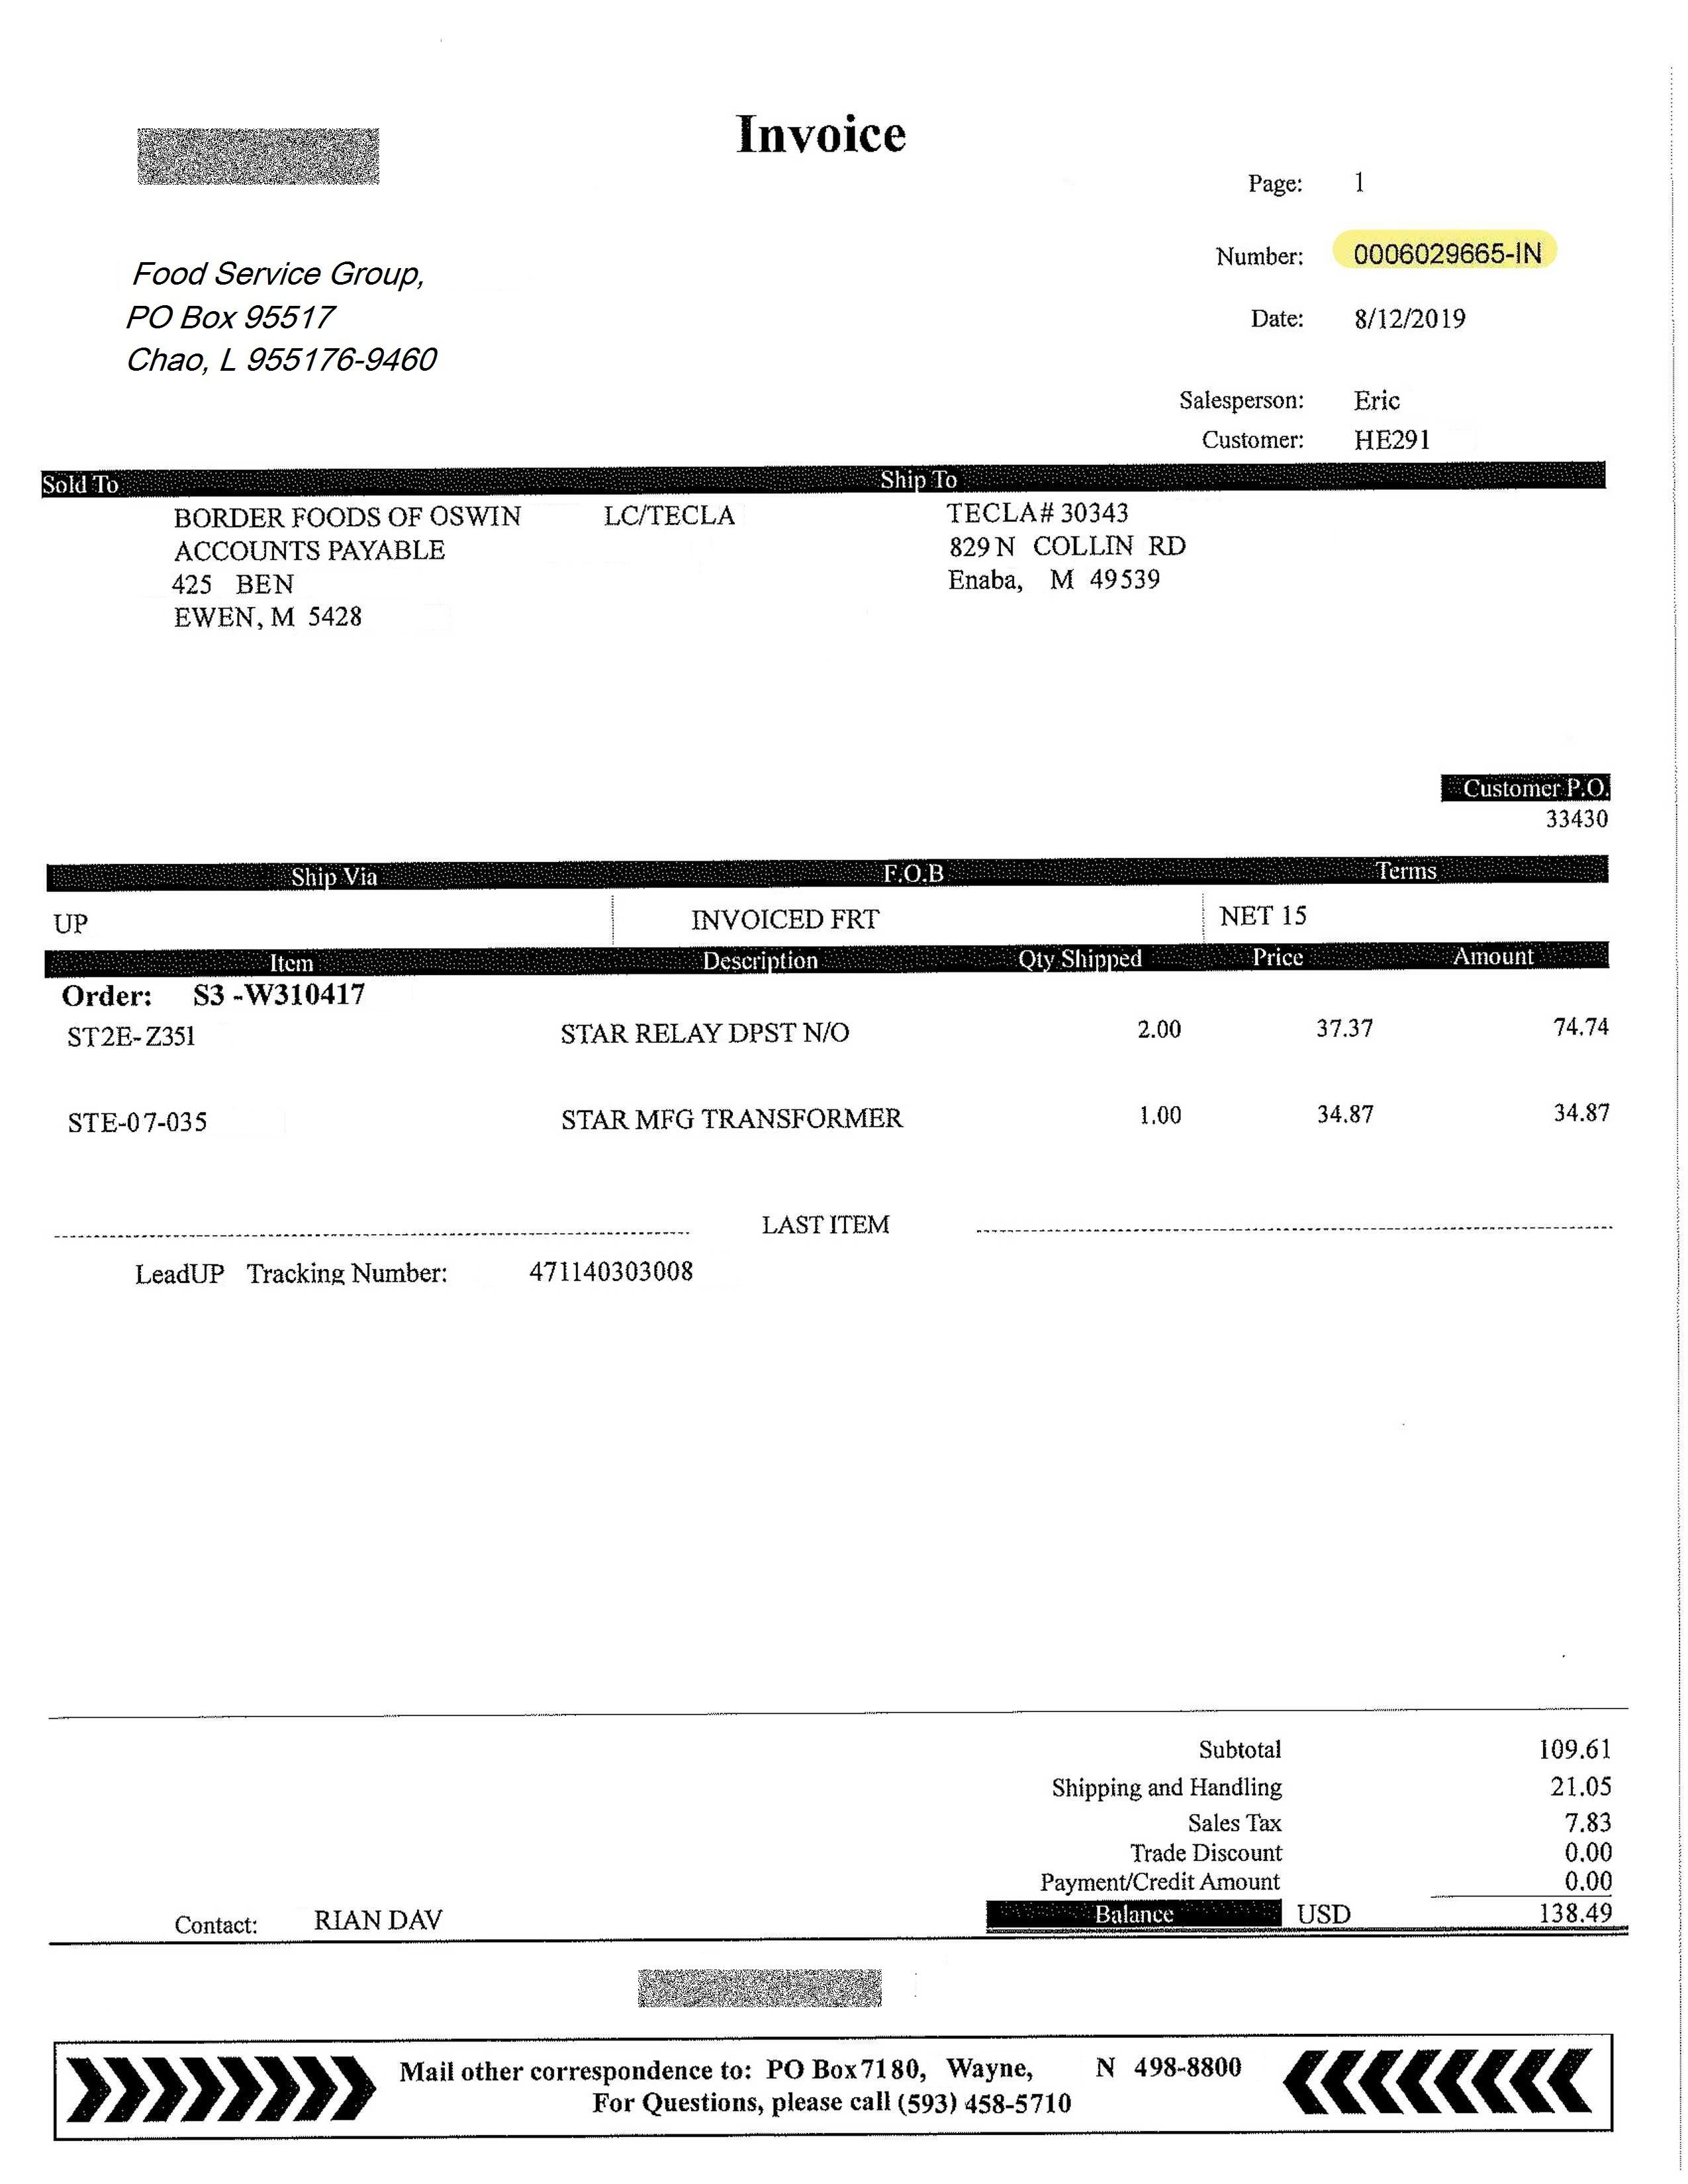 Invoice
Page: 1
Number: 0006029665-IN
Food Service Group,
PO Box 95517
Chao, L 955176-9460
Date: 8/12/2019
Salesperson: Eric
Customer: HE291
Sold To Ship To
BORDER FOODS OF OSWIN LC/TECLA TECLA# 30343
ACCOUNTS PAYABLE 829 N COLLIN RD
425 BEN Enaba, M 49539
EWEN, M 5428
Customer P.O.
33430
Ship Via F.O.B Terms
UP INVOICED FRT NET 15
Item Description Qty Shipped Price Amount
Order: S3 -W310417
ST2E-Z351 STAR RELAY DPST N/O 2.00 37.37 74.74
STE-07-035 STAR MFG TRANSFORMER 1.00 34.87 34.87
LAST ITEM
LeadUP Tracking Number: 471140303008
Subtotal 109.61
Shipping and Handling 21.05
Sales Tax 7.83
Trade Discount 0.00
Payment/Credit Amount 0.00
Contact: RIAN DAV Balance USD 138.49
Mail other correspondence to: PO Box7180, Wayne, N 498-8800
For Questions, please call (593) 458-5710